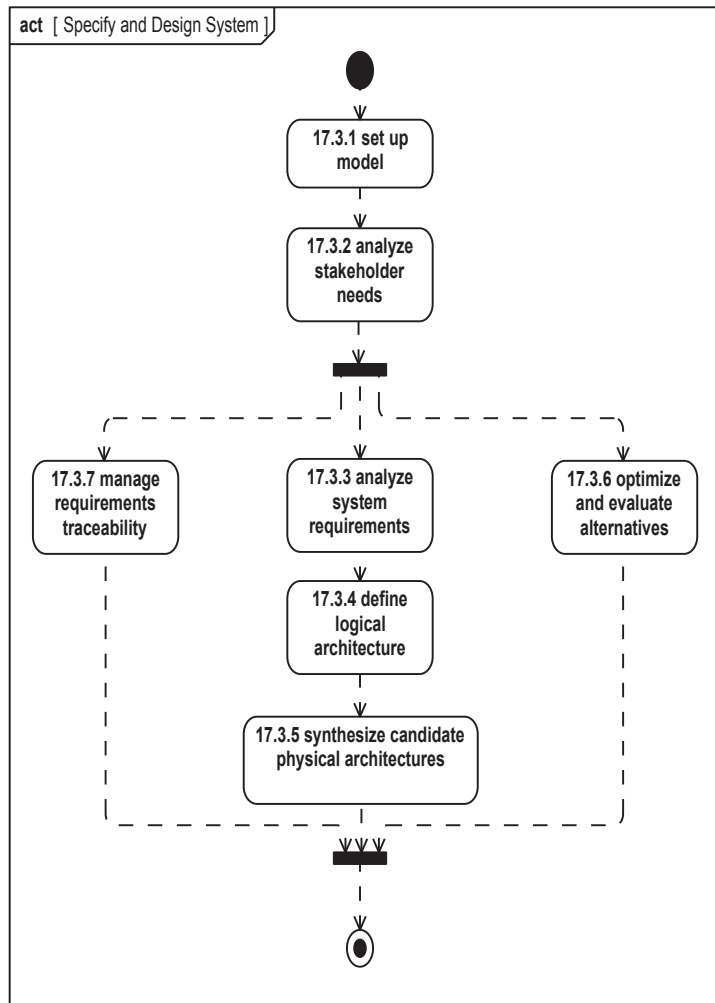 act [ Specify and Design System ]
17.3.1 set up
model
17.3.2 analyze
stakeholder
needs
17.3.7 manage
requirements
traceability
17.3.3 analyze
system
requirements
17.3.6 optimize
and evaluate
alternatives
17.3.4 define
logical
architecture
17.3.5 synthesize candidate
physical architectures